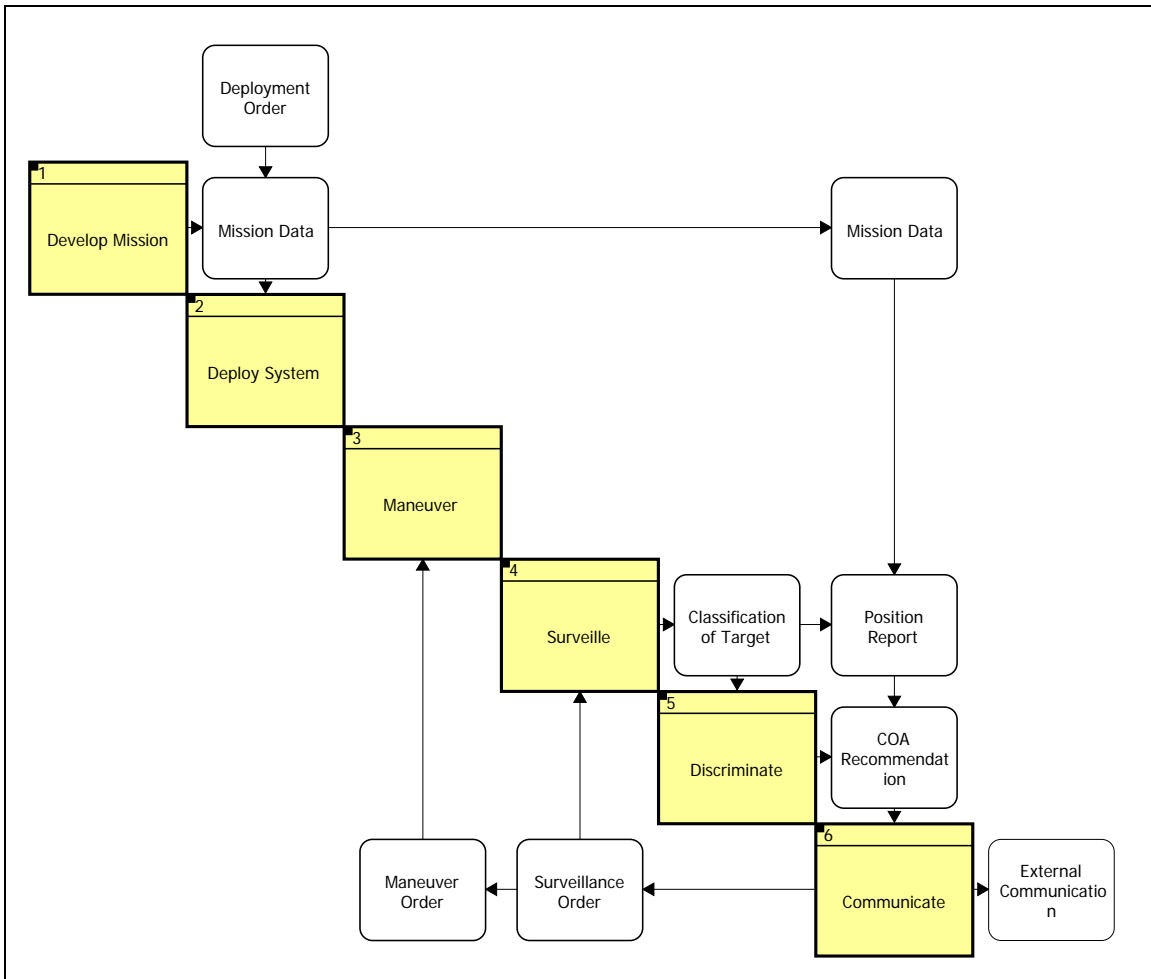 Deployment
Order
1
Develop Mission
Mission Data
Mission Data
2
Deploy System
3
Maneuver
4
Surveille
Classification
of Target
Position
Report
5
Discriminate
COA
Recommendat
ion
6
Communicate
Maneuver
Order
Surveillance
Order
External
Communicatio
n